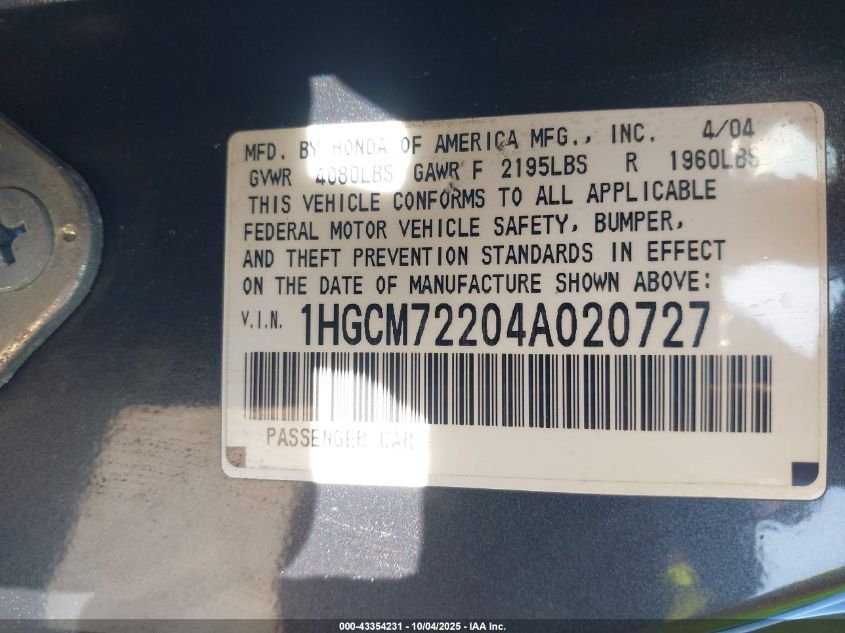 MFD. BY HONDA OF AMERICA MFG., INC. 4/04
GVWR 4080LBS GAWR F 2195LBS R 1960LBS
THIS VEHICLE CONFORMS TO ALL APPLICABLE
FEDERAL MOTOR VEHICLE SAFETY, BUMPER,
AND THEFT PREVENTION STANDARDS IN EFFECT
ON THE DATE OF MANUFACTURE SHOWN ABOVE:
V.I.N. 1HGCM72204A020727
PASSENGER CAR
000-43354231 - 10/04/2025 - IAA Inc.